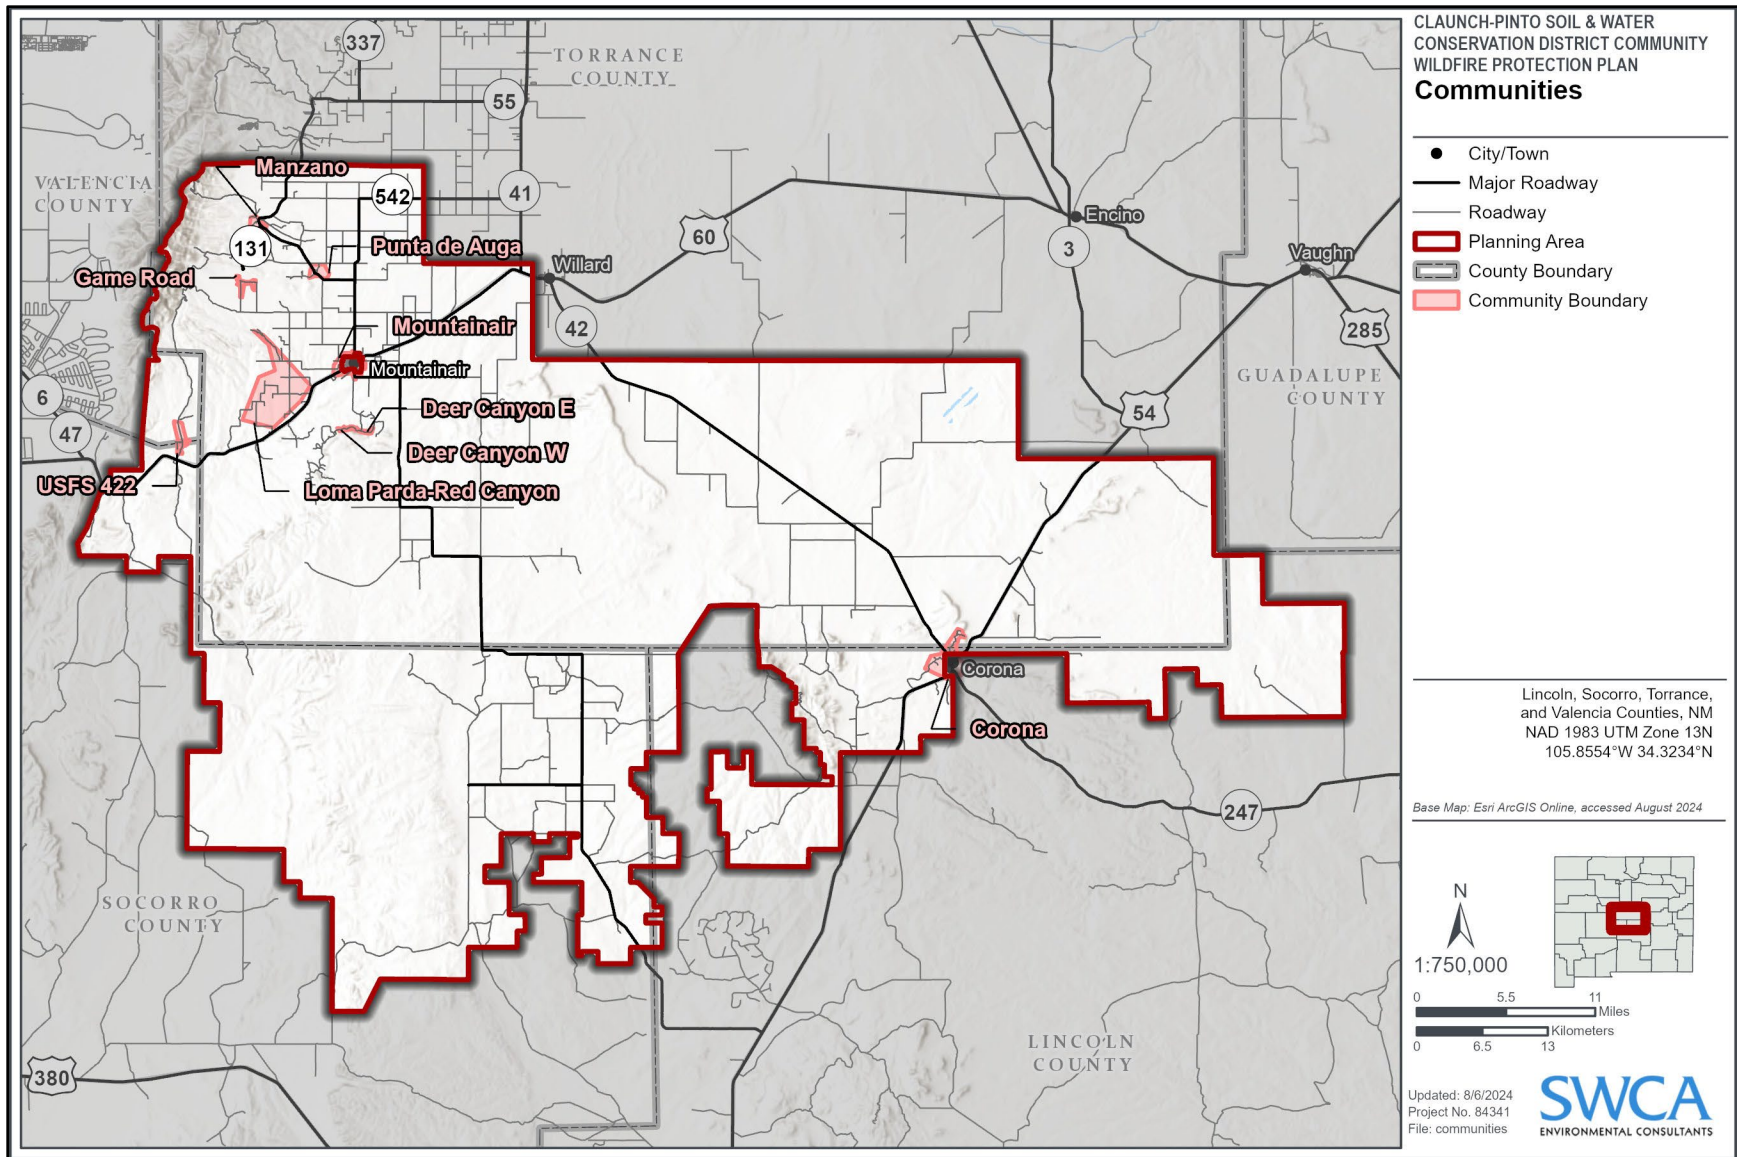 CLAUNCH-PINTO SOIL & WATER
CONSERVATION DISTRICT COMMUNITY
WILDFIRE PROTECTION PLAN
Communities
City/Town
Major Roadway
Roadway
Planning Area
County Boundary
Community Boundary
337
TORRANCE
COUNTY
55
Manzano
VALENCIA
COUNTY
542
41
60
Encino
131
Punta de Auga
3
Vaughn
Game Road
Willard
Mountainair
42
285
Mountainair
GUADALUPE
COUNTY
6
Deer Canyon E
54
47
Deer Canyon W
USFS 422
Loma Parda-Red Canyon
Corona
Corona
247
SOCORRO
COUNTY
LINCOLN
COUNTY
380
Lincoln, Socorro, Torrance,
and Valencia Counties, NM
NAD 1983 UTM Zone 13N
105.8554°W 34.3234°N
Base Map: Esri ArcGIS Online, accessed August 2024
N
1:750,000
0 5.5 11
Miles
Kilometers
0 6.5 13
Updated: 8/6/2024
Project No. 84341
File: communities
SWCA
ENVIRONMENTAL CONSULTANTS